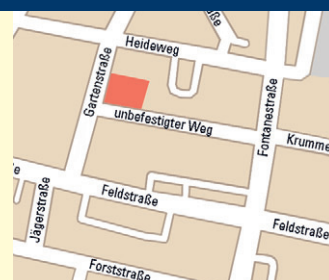 Heideweg
Gartenstraße
unbefestigter Weg
Fontanestraße
Krumme
Feldstraße
Jägerstraße
Feldstraße
Forststraße